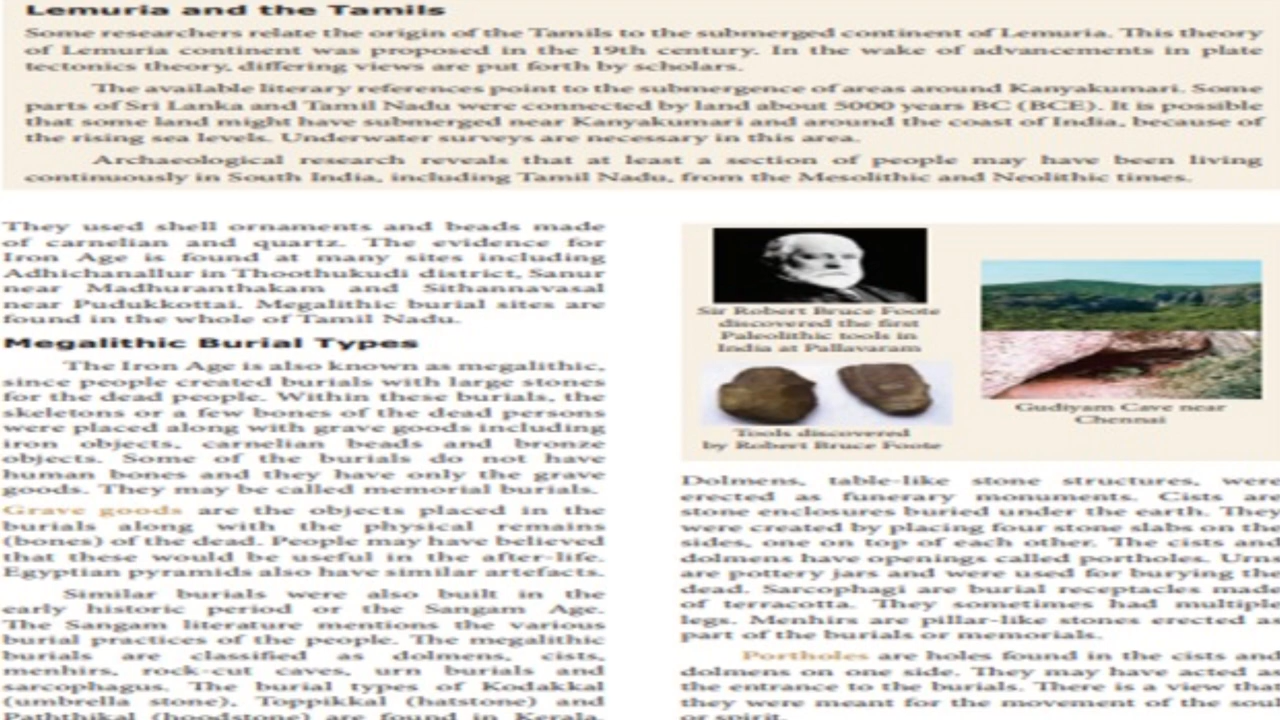 Lemuria and the Tamils
Some researchers relate the origin of the Tamils to the submerged continent of Lemuria. This theory
of Lemuria continent was proposed in the 19th century. In the wake of advancements in plate
tectonics theory, differing views are put forth by scholars.
The available literary references point to the submergence of areas around Kanyakumari. Some
parts of Sri Lanka and Tamil Nadu were connected by land about 5000 years BC (BCE). It is possible
that some land might have submerged near Kanyakumari and around the coast of India, because of
the rising sea levels. Underwater surveys are necessary in this area.
Archaeological research reveals that at least a section of people may have been living
continuously in South India, including Tamil Nadu, from the Mesolithic and Neolithic times.
They used shell ornaments and beads made
of carnelian and quartz. The evidence for
Iron Age is found at many sites including
Adhichanallur in Thoothukudi district, Sanur
near Madhuranthakam and Sithannavasal
near Pudukkottai. Megalithic burial sites are
found in the whole of Tamil Nadu.
Megalithic Burial Types
The Iron Age is also known as megalithic,
since people created burials with large stones
for the dead people. Within these burials, the
skeletons or a few bones of the dead persons
were placed along with grave goods including
iron objects, carnelian beads and bronze
objects. Some of the burials do not have
human bones and they have only the grave
goods. They may be called memorial burials.
Grave goods are the objects placed in the
burials along with the physical remains
(bones) of the dead. People may have believed
that these would be useful in the after-life.
Egyptian pyramids also have similar artefacts.
Similar burials were also built in the
early historic period or the Sangam Age.
The Sangam literature mentions the various
burial practices of the people. The megalithic
burials are classified as dolmens, cists,
menhirs, rock-cut caves, urn burials and
sarcophagus. The burial types of Kodakkal
(umbrella stone), Toppikkal (hatstone) and
Paththikal (hoodstone) are found in Kerala.
Sir Robert Bruce Foote
discovered the first
Paleolithic tools in
India at Pallavaram
Tools discovered
by Robert Bruce Foote
Gudiyam Cave near
Chennai
Dolmens, table-like stone structures, were
erected as funerary monuments. Cists are
stone enclosures buried under the earth. They
were created by placing four stone slabs on the
sides, one on top of each other. The cists and
dolmens have openings called portholes. Urns
are pottery jars and were used for burying the
dead. Sarcophagi are burial receptacles made
of terracotta. They sometimes had multiple
legs. Menhirs are pillar-like stones erected as
part of the burials or memorials.
Portholes are holes found in the cists and
dolmens on one side. They may have acted as
the entrance to the burials. There is a view that
they were meant for the movement of the soul
or spirit.